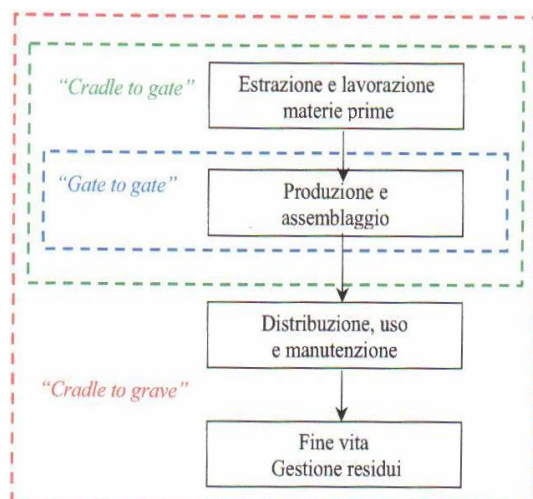 “Cradle to gate”
Estrazione e lavorazione
materie prime
“Gate to gate”
Produzione e
assemblaggio
Distribuzione, uso
e manutenzione
“Cradle to grave”
Fine vita
Gestione residui